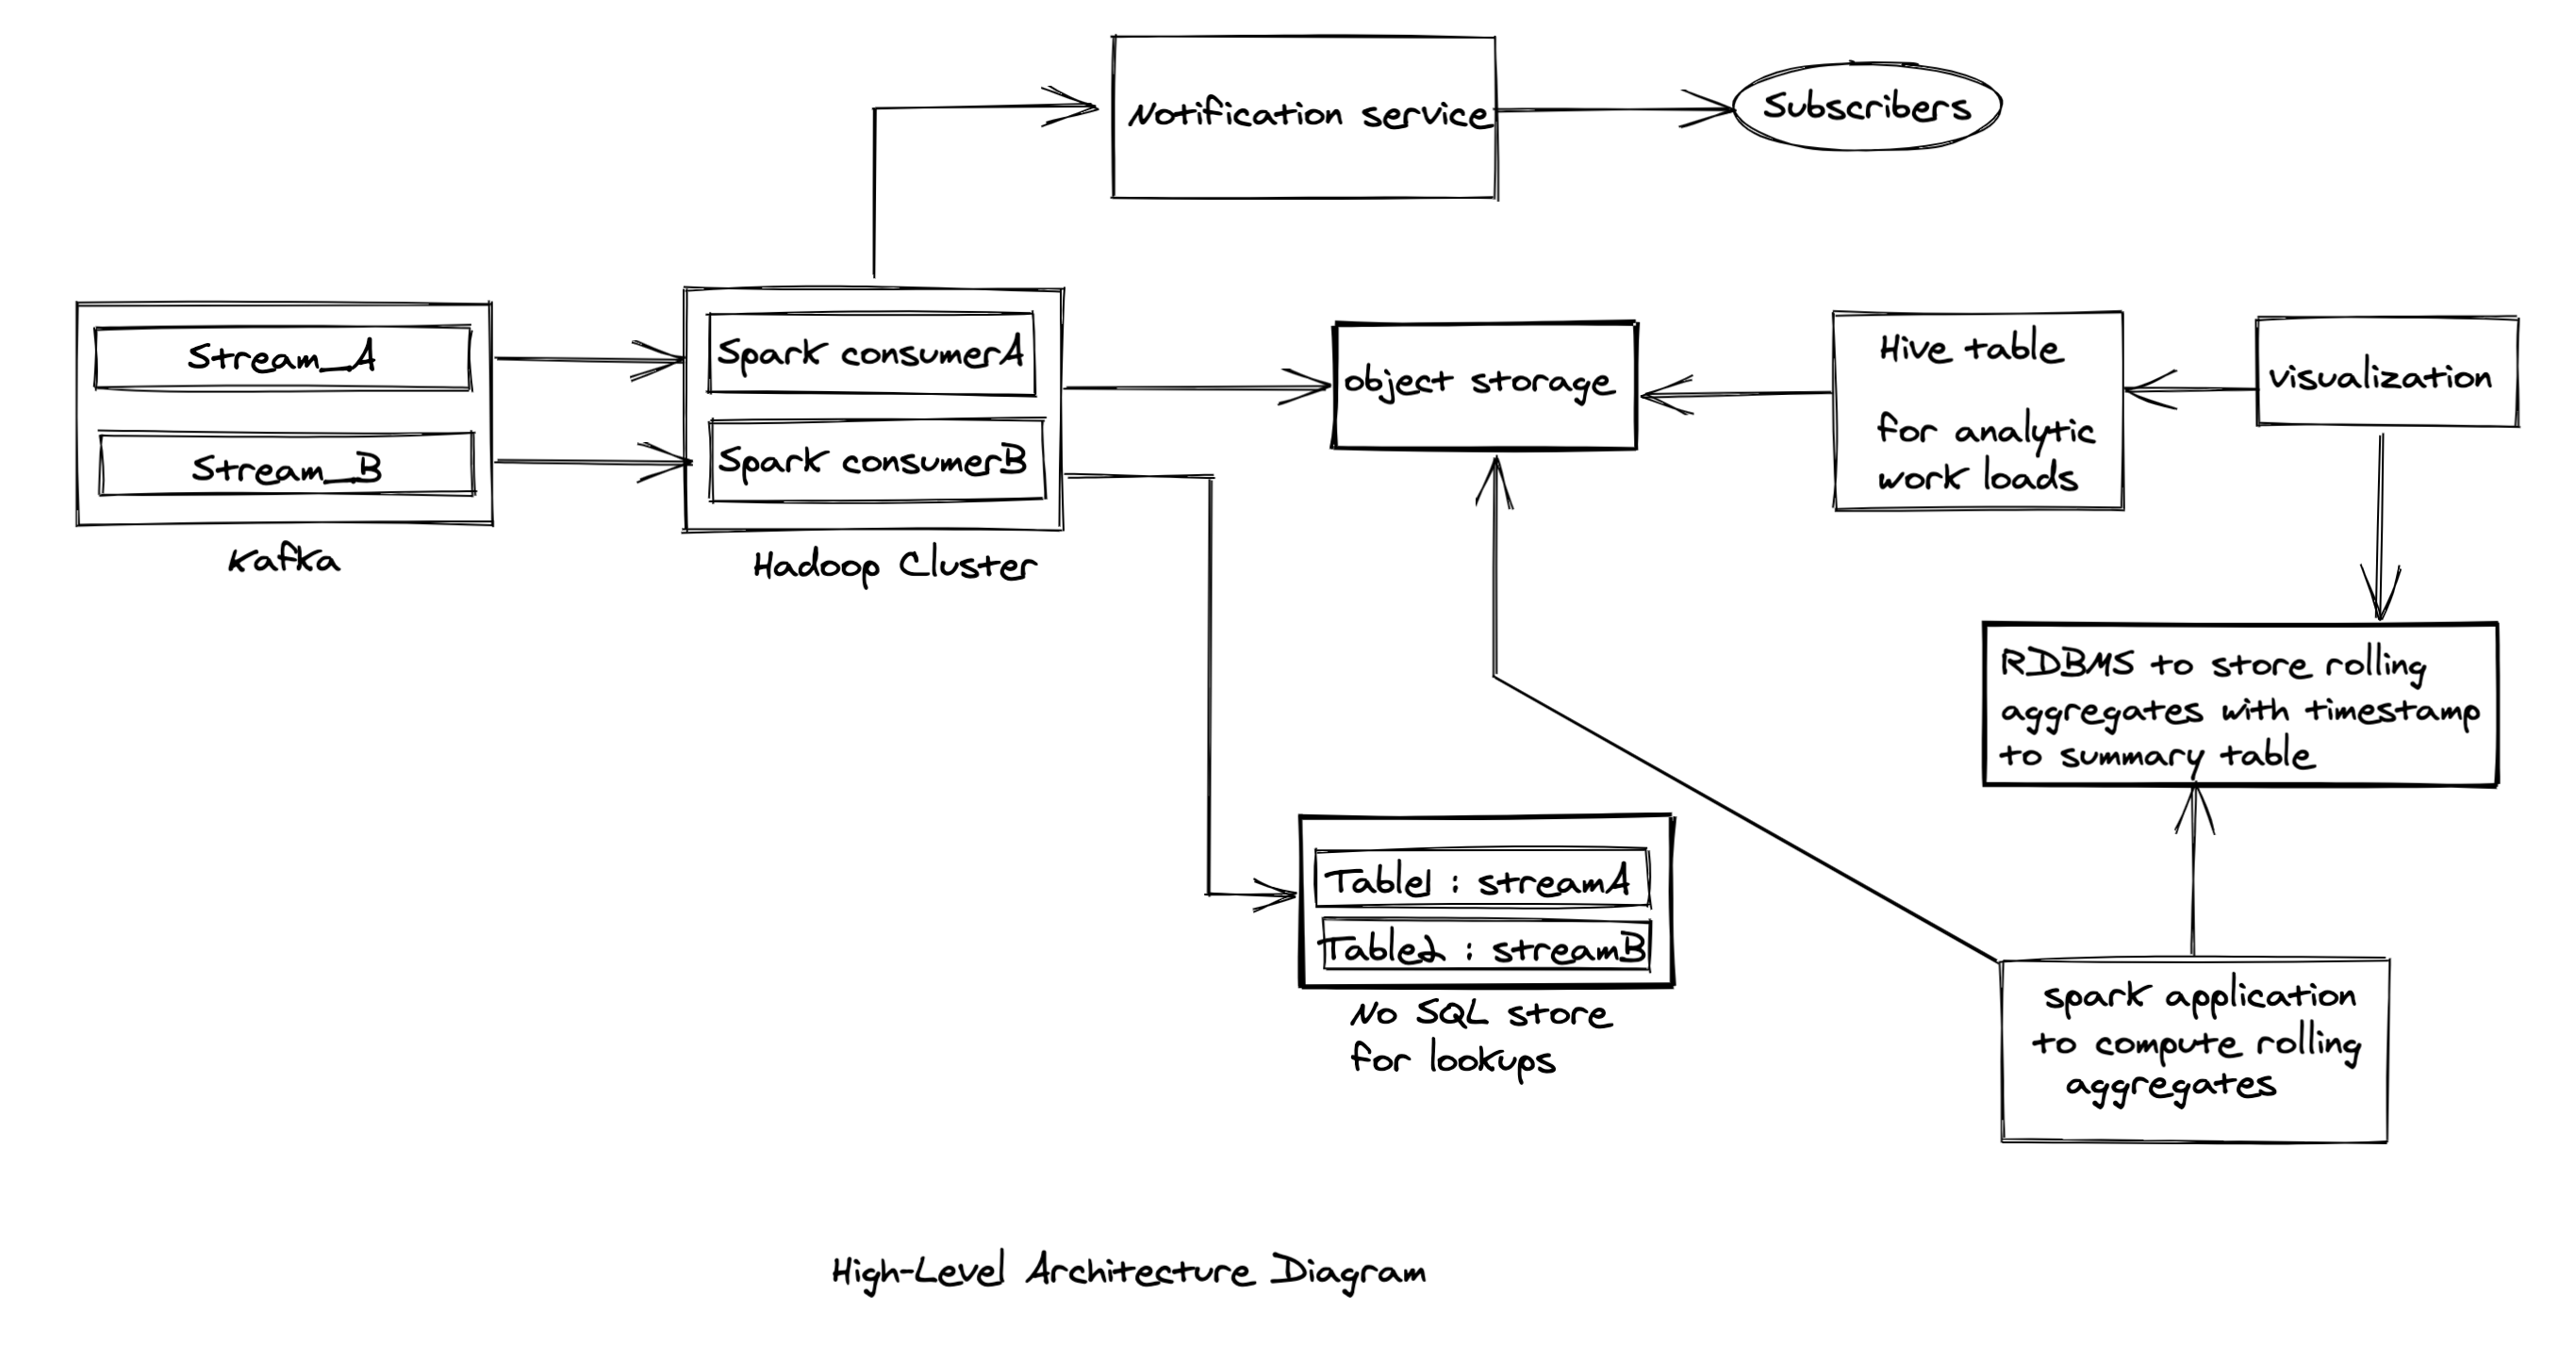 Notification service
Subscribers
Stream_A
Stream_B
Kafka
Spark consumerA
Spark consumerB
Hadoop Cluster
object storage
Hive table
for analytic
work loads
visualization
RDBMS to store rolling
aggregates with timestamp
to summary table
Table1 : streamA
Table2 : streamB
No SQL store
for lookups
spark application
to compute rolling
aggregates
High-Level Architecture Diagram